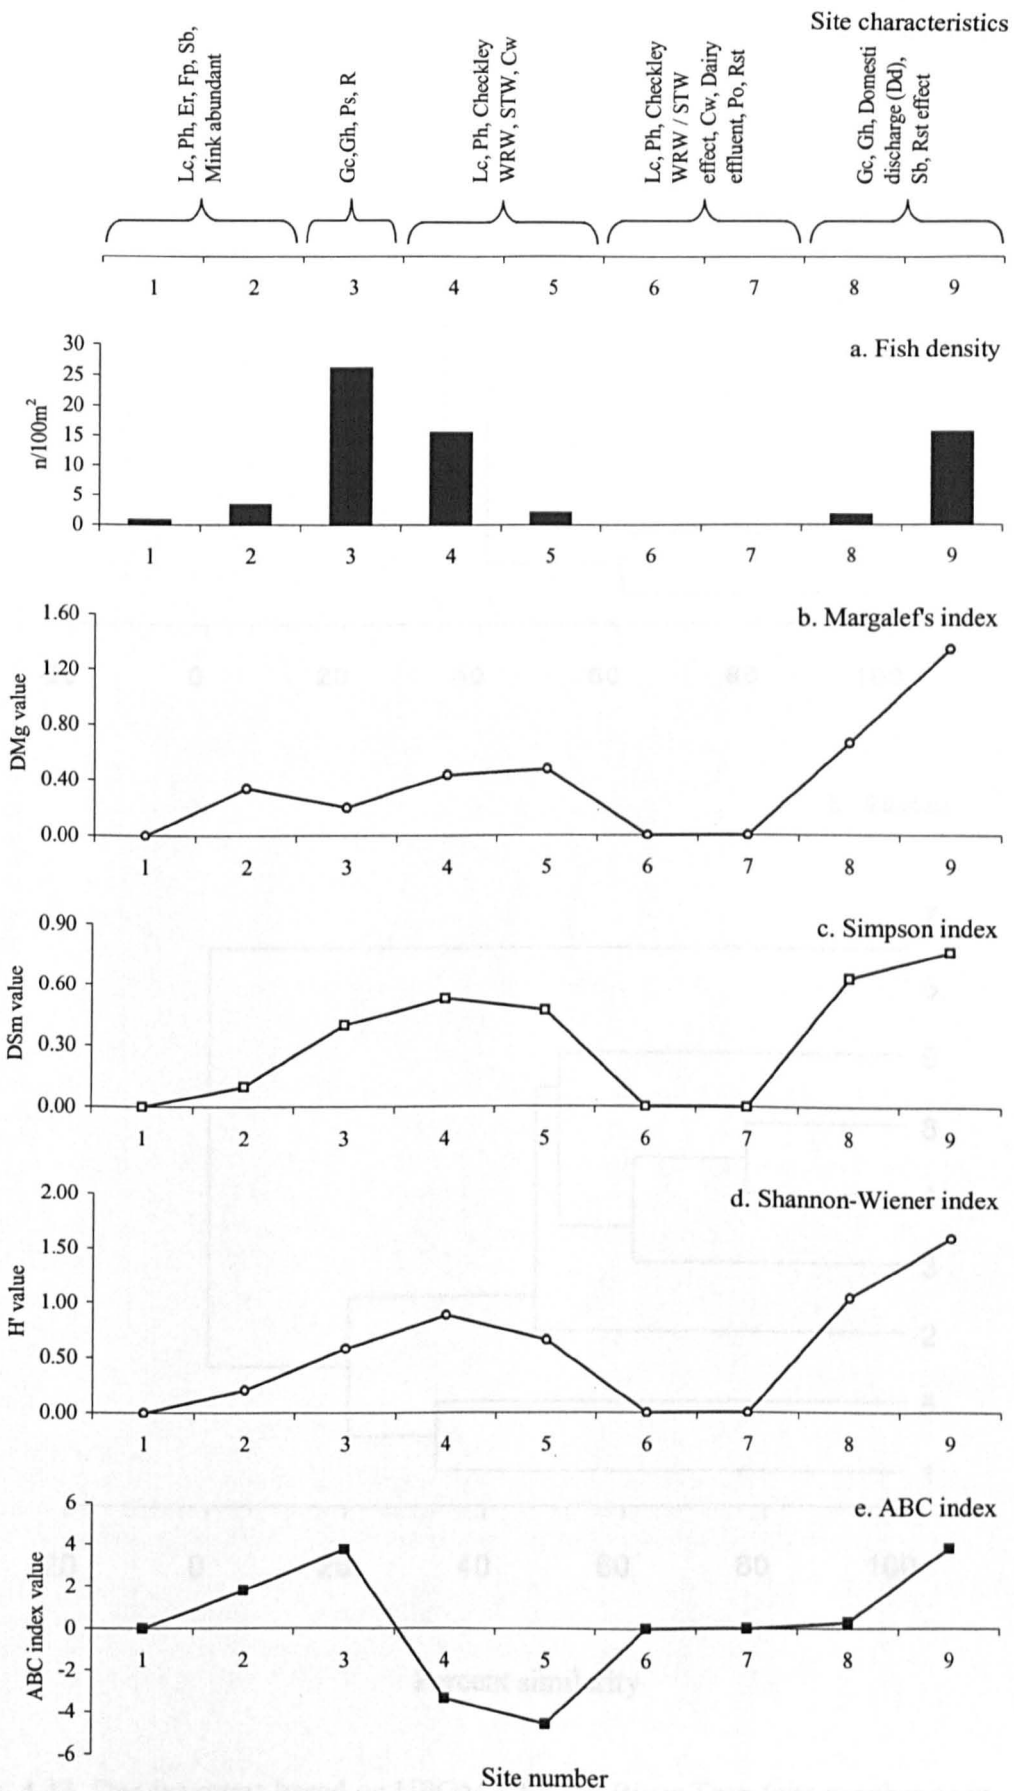 Site characteristics
Lc, Ph, Er, Fp, Sb,
Mink abundant
Gc,Gh, Ps, R
Lc, Ph, Checkley
WRW, STW, Cw
Lc, Ph, Checkley
WRW / STW
effect, Cw, Dairy
effluent, Po, Rst
Gc, Gh, Domesti
discharge (Dd),
Sb, Rst effect
1 2 3 4 5 6 7 8 9
a. Fish density
n/100m²
30
25
20
15
10
5
0
1 2 3 4 5 6 7 8 9
b. Margalef's index
DMg value
1.60
1.20
0.80
0.40
0.00
1 2 3 4 5 6 7 8 9
c. Simpson index
DSm value
0.90
0.60
0.30
0.00
1 2 3 4 5 6 7 8 9
d. Shannon-Wiener index
H' value
2.00
1.50
1.00
0.50
0.00
1 2 3 4 5 6 7 8 9
e. ABC index
ABC index value
6
4
2
0
-2
-4
-6
1 2 3 4 5 6 7 8 9
Site number